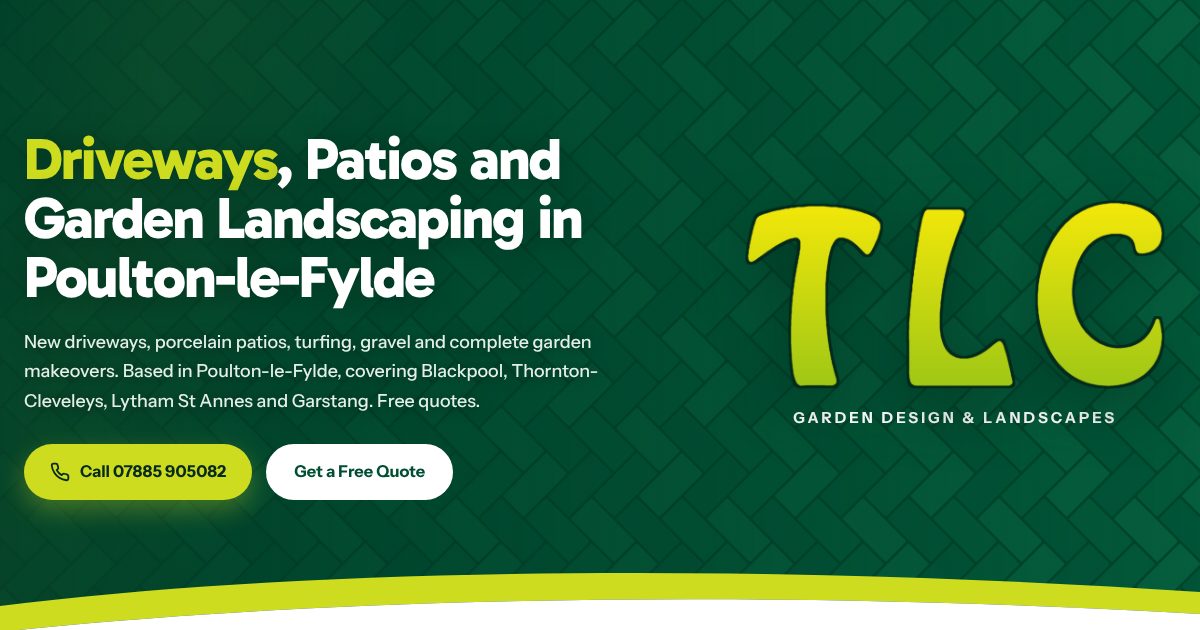 Driveways, Patios and
Garden Landscaping in
Poulton-le-Fylde
New driveways, porcelain patios, turfing, gravel and complete garden
makeovers. Based in Poulton-le-Fylde, covering Blackpool, Thornton-
Cleveleys, Lytham St Annes and Garstang. Free quotes.
Call 07885 905082
Get a Free Quote
TLC
GARDEN DESIGN & LANDSCAPES